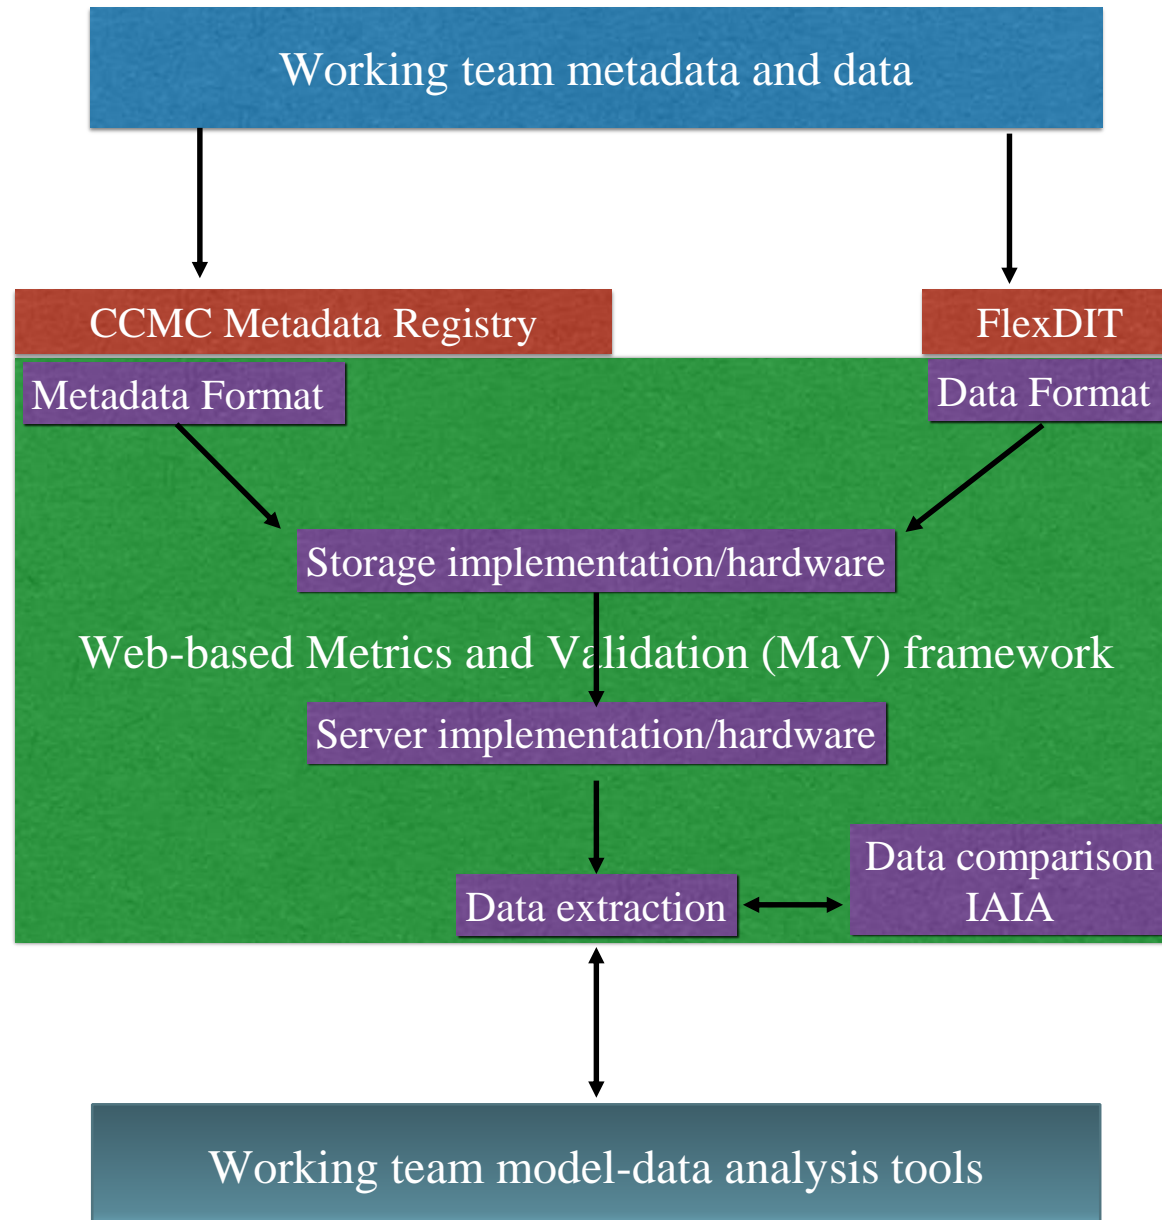 Working team metadata and data
CCMC Metadata Registry
FlexDIT
Metadata Format
Data Format
Storage implementation/hardware
Web-based Metrics and Validation (MaV) framework
Server implementation/hardware
Data comparison
IAIA
Data extraction
Working team model-data analysis tools